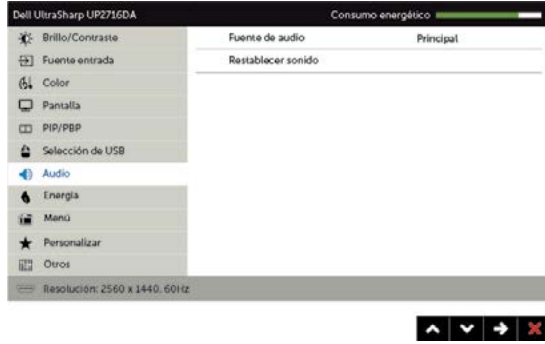 Dell UltraSharp UP2716DA
Consumo energético
Brillo/Contraste
Fuente entrada
Color
Pantalla
PIP/PBP
Selección de USB
Audio
Energía
Menú
Personalizar
Otros
Fuente de audio
Principal
Restablecer sonido
Resolución: 2560 x 1440, 60Hz